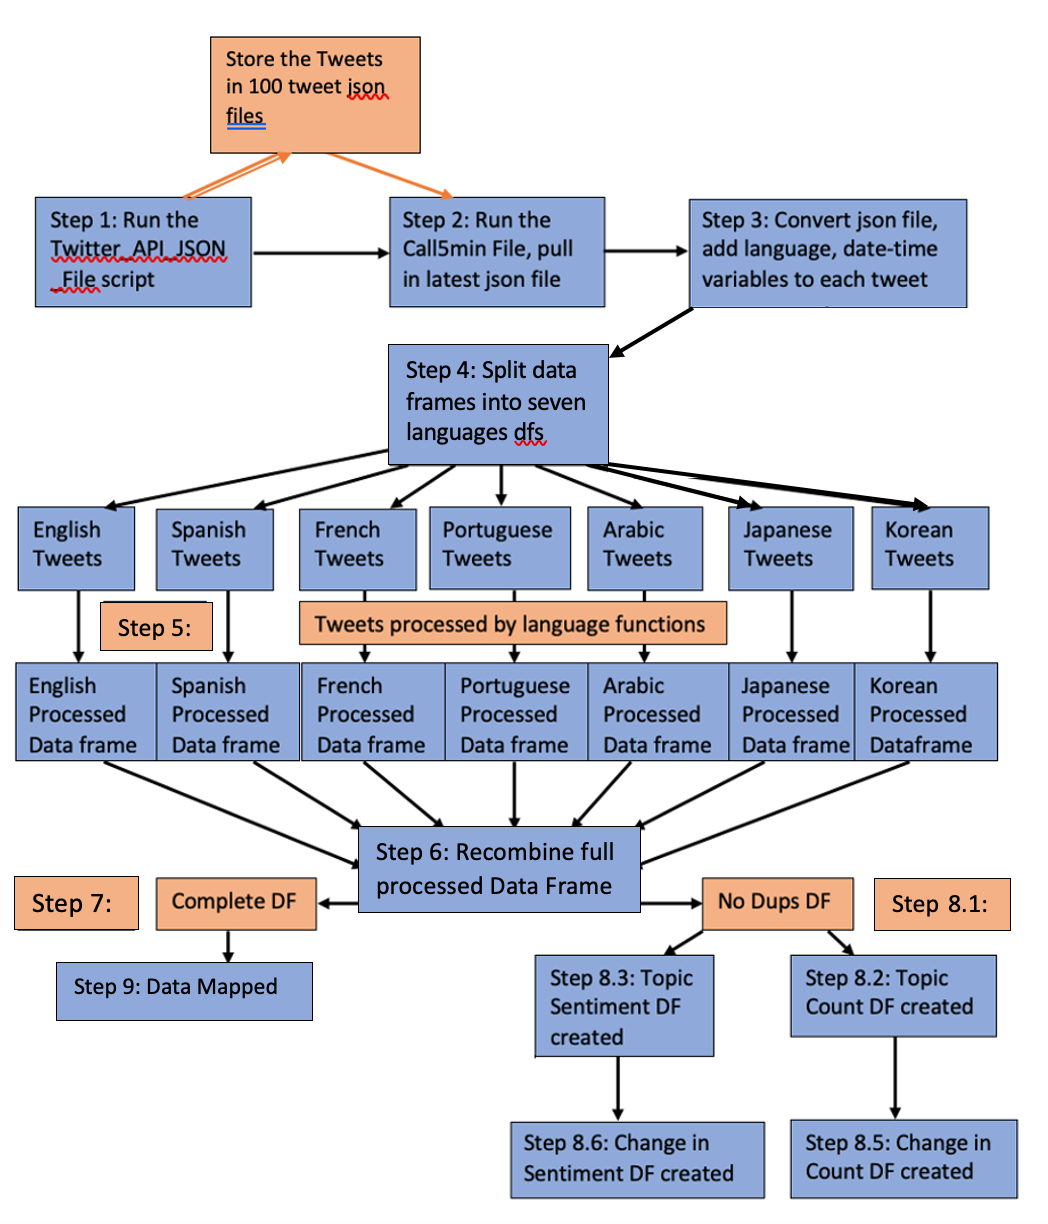 Store the Tweets
in 100 tweet json
files
Step 1: Run the
Twitter_API_JSON
_File script
Step 2: Run the
Call5min File, pull
in latest json file
Step 3: Convert json file,
add language, date-time
variables to each tweet
Step 4: Split data
frames into seven
languages dfs
English
Tweets
Spanish
Tweets
French
Tweets
Portuguese
Tweets
Arabic
Tweets
Japanese
Tweets
Korean
Tweets
Step 5:
Tweets processed by language functions
English
Processed
Data frame
Spanish
Processed
Data frame
French
Processed
Data frame
Portuguese
Processed
Data frame
Arabic
Processed
Data frame
Japanese
Processed
Data frame
Korean
Processed
Dataframe
Step 6: Recombine full
processed Data Frame
Step 7:
Complete DF
No Dups DF
Step 8.1:
Step 9: Data Mapped
Step 8.3: Topic
Sentiment DF
created
Step 8.2: Topic
Count DF created
Step 8.6: Change in
Sentiment DF created
Step 8.5: Change in
Count DF created